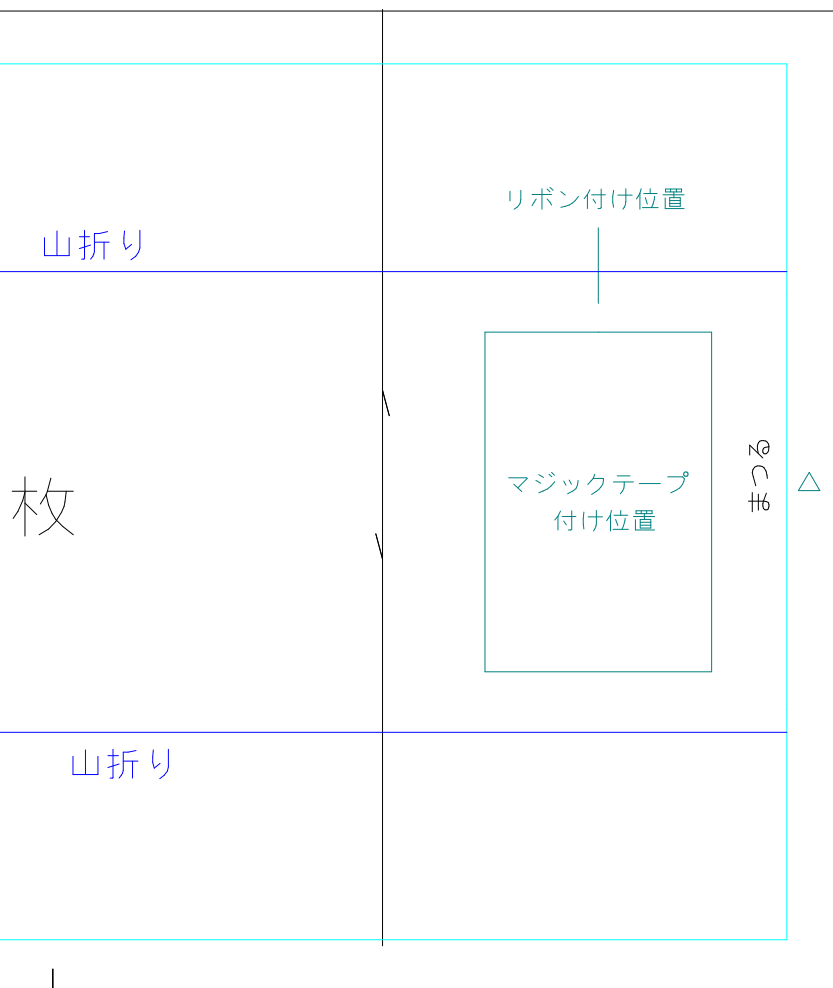 リボン付け位置
山折り
マジックテープ
付け位置
まつる
枚
山折り